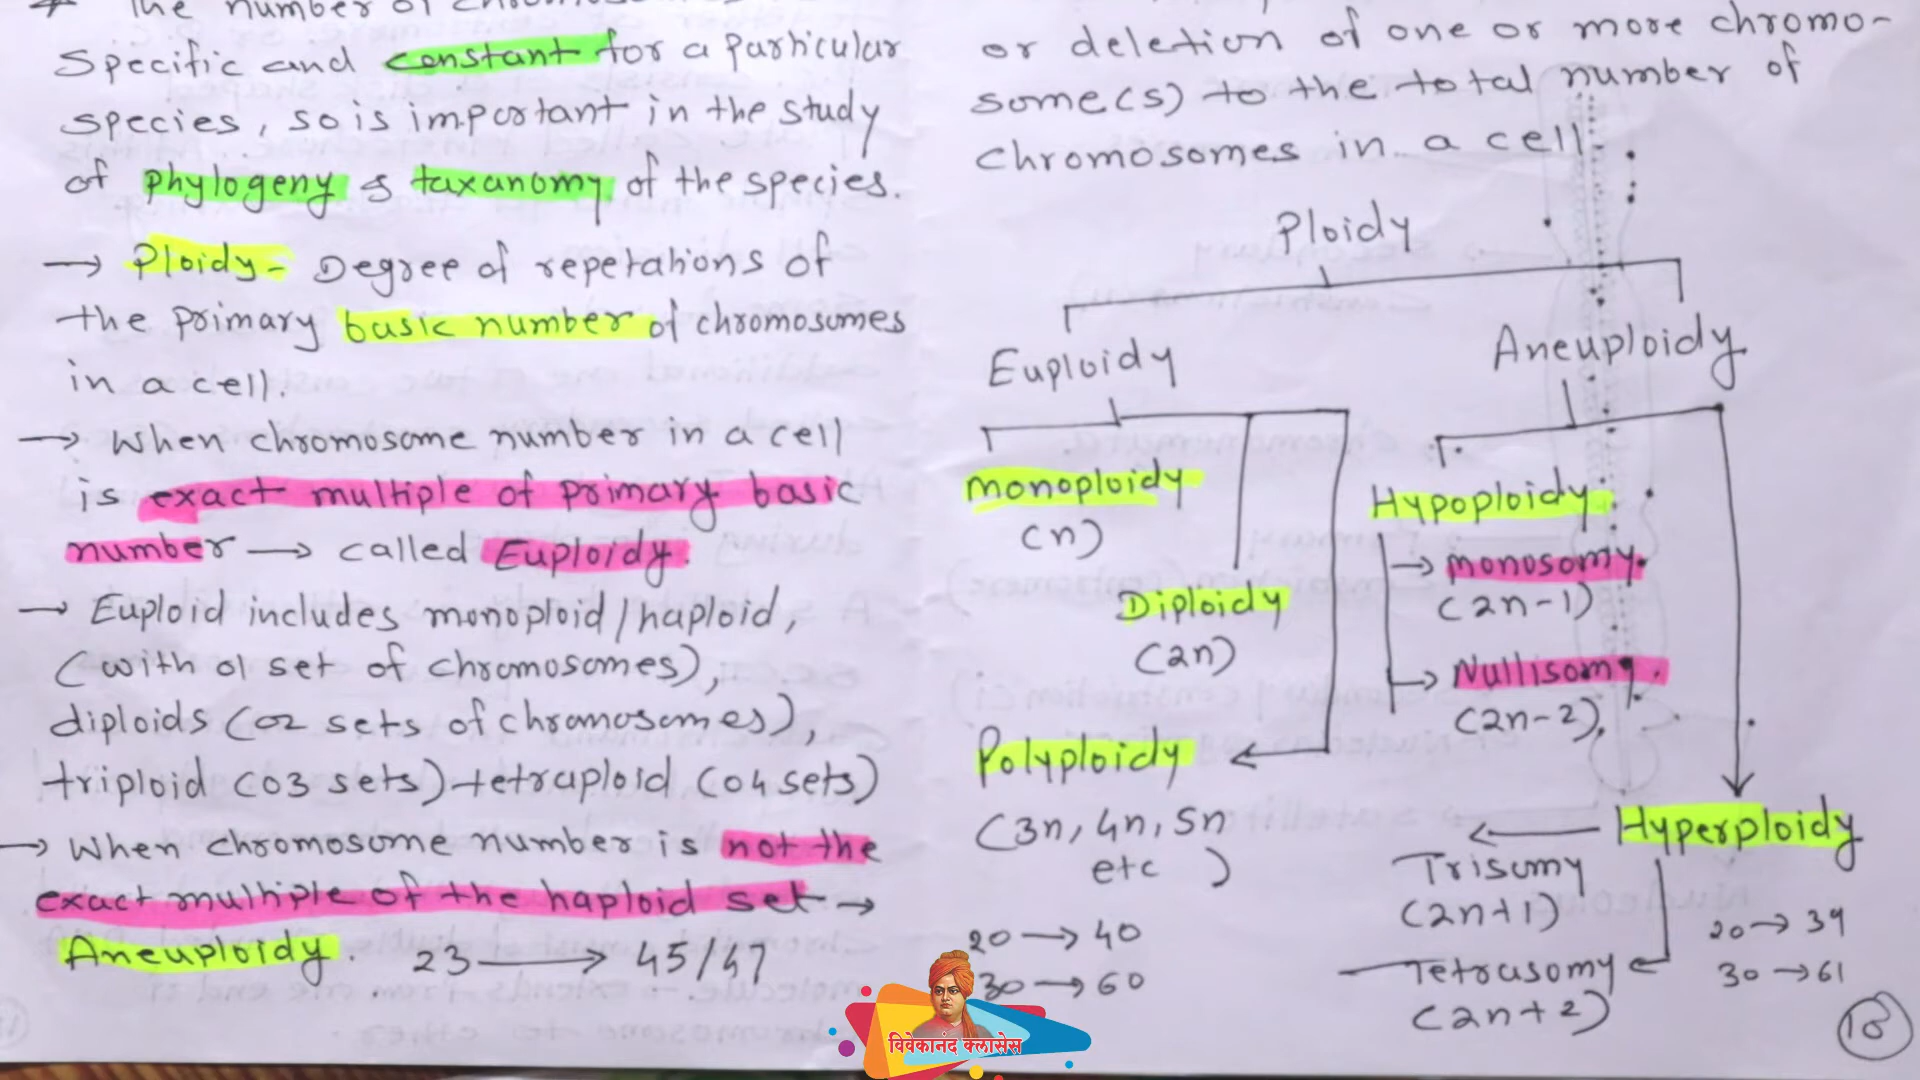 The number of chromosomes
specific and constant for a particular
species, so is important in the study
of phylogeny & taxanomy of the species.
→ Ploidy - Degree of repetations of
the primary basic number of chromosomes
in a cell.
→ When chromosome number in a cell
is exact multiple of primary basic
number → called Euploidy.
→ Euploid includes monoploid/haploid,
(with 01 set of chromosomes),
diploids (02 sets of chromosomes),
triploid (03 sets) tetraploid (04 sets)
→ When chromosome number is not the
exact multiple of the haploid set →
Aneuploidy. 23 → 45/47
or deletion of one or more chromo-
some(s) to the total number of
chromosomes in a cell.
Ploidy
Euploidy
Monoploidy
(n)
Diploidy
(2n)
Polyploidy
(3n, 4n, 5n
etc )
20 → 40
30 → 60
Aneuploidy
Hypoploidy
→ Monosomy
(2n-1)
→ Nullisomy.
(2n-2),
Hyperploidy
Trisomy
(2n+1)
Tetrasomy
(2n+2)
20 → 39
30 → 61
18
विवेकानंद क्लासेस